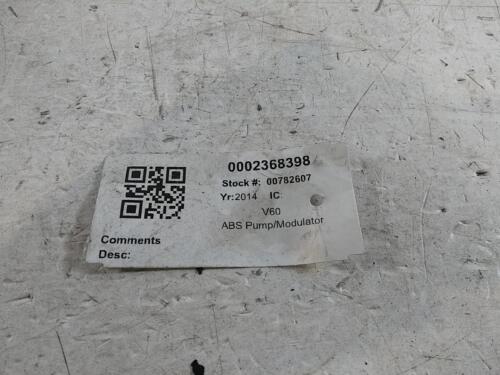 0002368398
Stock #: 00782607
Yr:2014 IC:
V60
ABS Pump/Modulator
Comments
Desc: